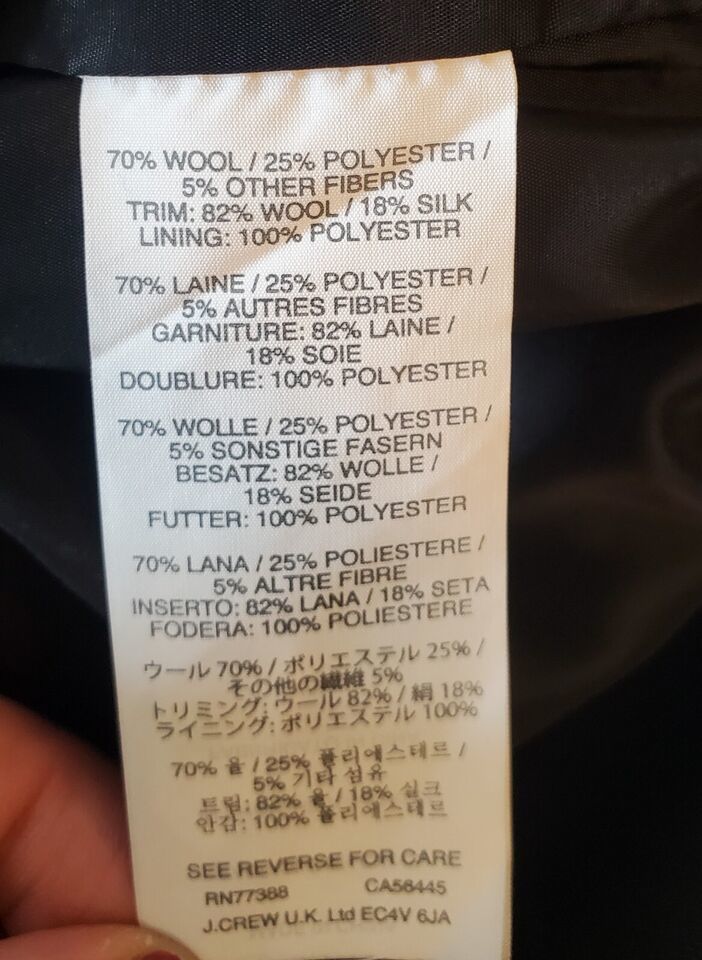 70% WOOL / 25% POLYESTER /
5% OTHER FIBERS
TRIM: 82% WOOL / 18% SILK
LINING: 100% POLYESTER
70% LAINE / 25% POLYESTER /
5% AUTRES FIBRES
GARNITURE: 82% LAINE /
18% SOIE
DOUBLURE: 100% POLYESTER
70% WOLLE / 25% POLYESTER /
5% SONSTIGE FASERN
BESATZ: 82% WOLLE /
18% SEIDE
FUTTER: 100% POLYESTER
70% LANA / 25% POLIESTERE /
5% ALTRE FIBRE
INSERTO: 82% LANA / 18% SETA
FODERA: 100% POLIESTERE
ウール 70% / ポリエステル 25% /
その他の繊維 5%
トリミング: ウール 82% / 絹 18%
ライニング: ポリエステル 100%
70% 울 / 25% 폴리에스테르 /
5% 기타 섬유
트림: 82% 울 / 18% 실크
안감: 100% 폴리에스테르
SEE REVERSE FOR CARE
RN77388 CA56445
J.CREW U.K. Ltd EC4V 6JA